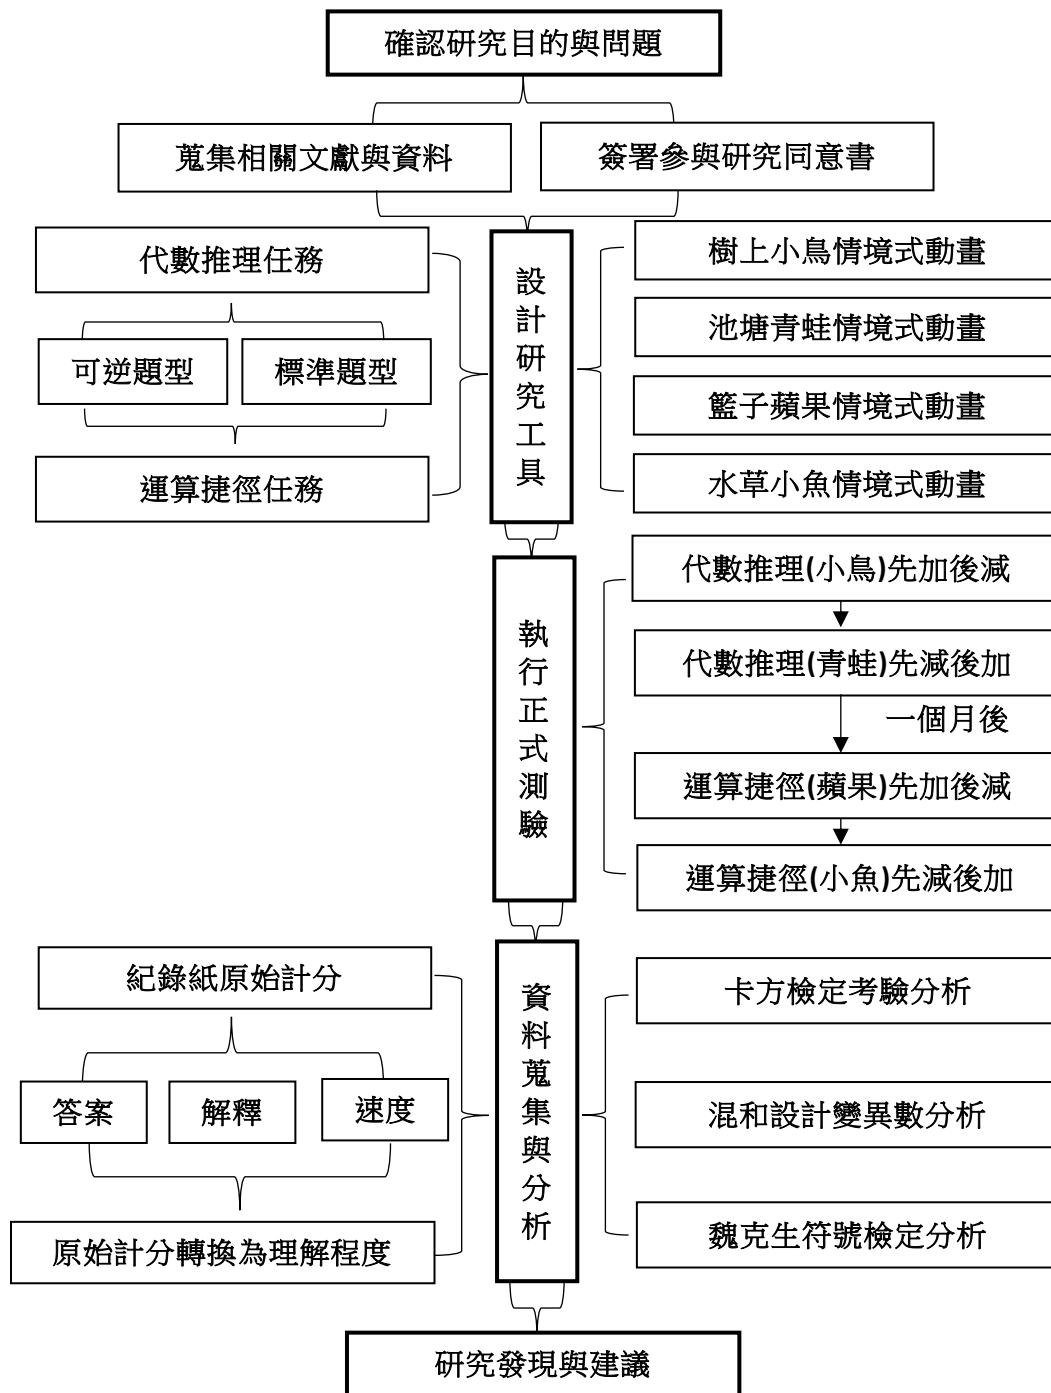 確認研究目的與問題
蒐集相關文獻與資料
簽署參與研究同意書
代數推理任務
可逆題型
標準題型
運算捷徑任務
設計研究工具
樹上小鳥情境式動畫
池塘青蛙情境式動畫
籃子蘋果情境式動畫
水草小魚情境式動畫
執行正式測驗
代數推理(小鳥)先加後減
代數推理(青蛙)先減後加
一個月後
運算捷徑(蘋果)先加後減
運算捷徑(小魚)先減後加
紀錄紙原始計分
答案
解釋
速度
原始計分轉換為理解程度
資料蒐集與分析
卡方檢定考驗分析
混和設計變異數分析
魏克生符號檢定分析
研究發現與建議